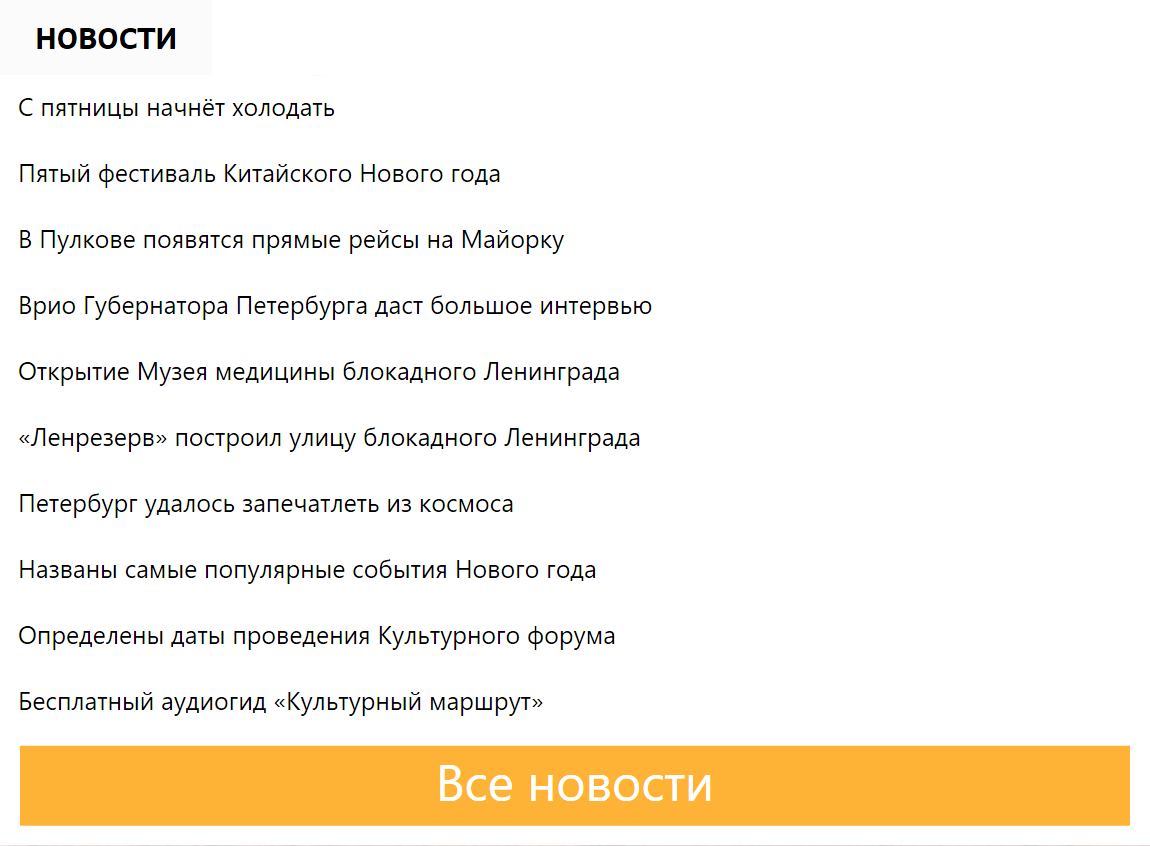 НОВОСТИ
С пятницы начнёт холодать
Пятый фестиваль Китайского Нового года
В Пулкове появятся прямые рейсы на Майорку
Врио Губернатора Петербурга даст большое интервью
Открытие Музея медицины блокадного Ленинграда
«Ленрезерв» построил улицу блокадного Ленинграда
Петербург удалось запечатлеть из космоса
Названы самые популярные события Нового года
Определены даты проведения Культурного форума
Бесплатный аудиогид «Культурный маршрут»
Все новости